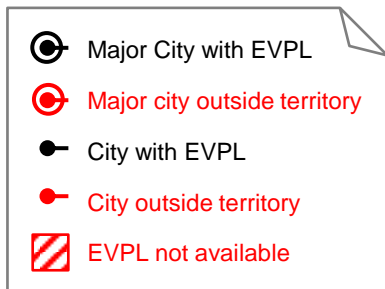 Major City with EVPL
Major city outside territory
City with EVPL
City outside territory
EVPL not available